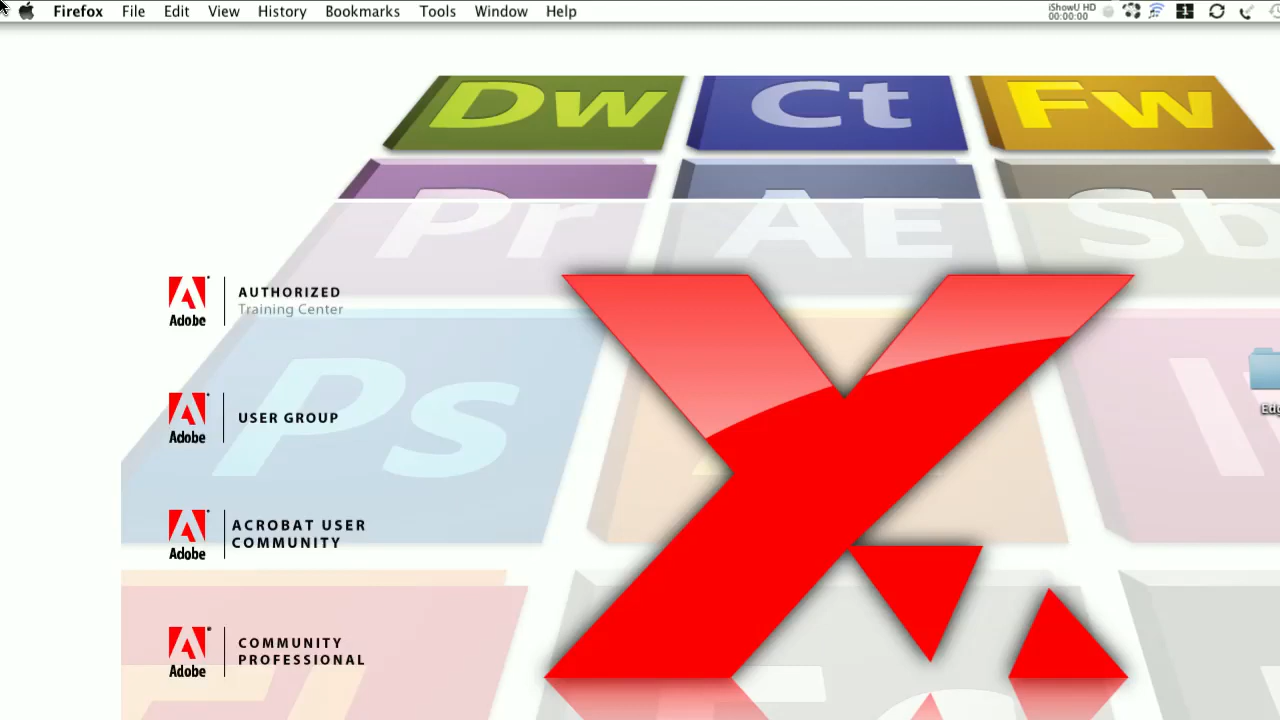 Firefox File Edit View History Bookmarks Tools Window Help
iShowU HD
00:00:00
1
Dw Ct Fw
Pr AE Sb
AUTHORIZED
Training Center
Adobe
Ps
USER GROUP
Adobe
ACROBAT USER
COMMUNITY
Adobe
COMMUNITY
PROFESSIONAL
Adobe